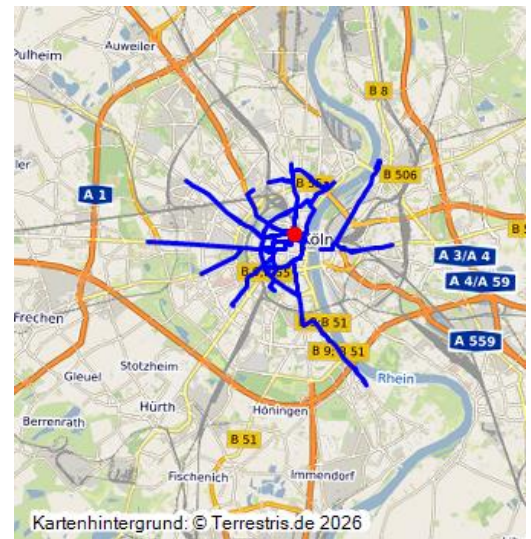 Auweiler
Pulheim
B 8
B 55a
B 506
A 1
Köln
A 3/A 4
A 4/A 59
Frechen
B 51
A 559
B 9; B 51
Stotzheim
Rhein
Gleuel
Hürth
Höningen
Berrenrath
B 51
Fischenich
Immendorf
Kartenhintergrund: © Terrestris.de 2026